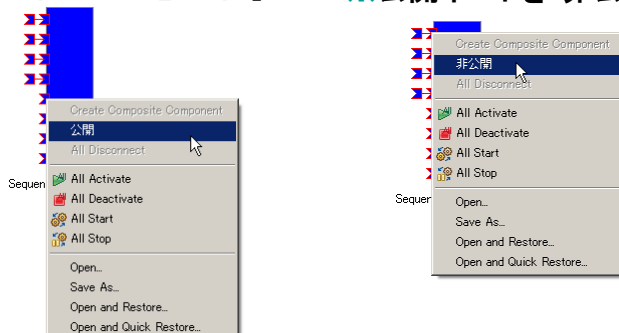 Create Composite Component
公開
All Disconnect
All Activate
All Deactivate
All Start
All Stop
Open...
Save As...
Open and Restore...
Open and Quick Restore...
Sequen
Create Composite Component
非公開
All Disconnect
All Activate
All Deactivate
All Start
All Stop
Open...
Save As...
Open and Restore...
Open and Quick Restore...
Sequer